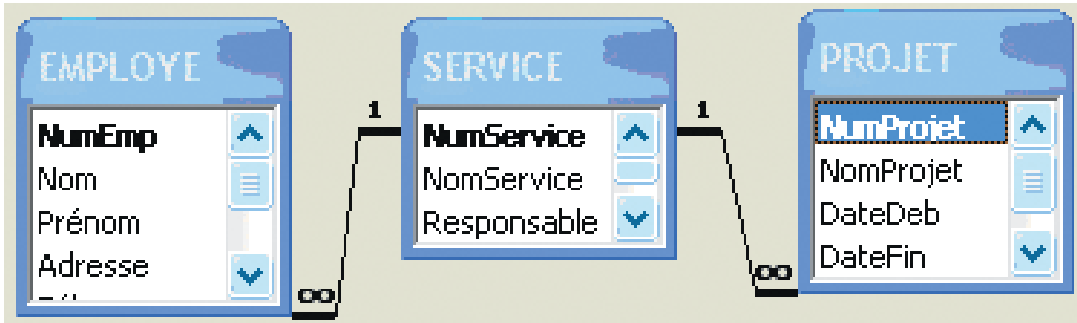 EMPLOYE
NumEmp
Nom
Prénom
Adresse
∞
1
SERVICE
NumService
NomService
Responsable
1
∞
PROJET
NumProjet
NomProjet
DateDeb
DateFin